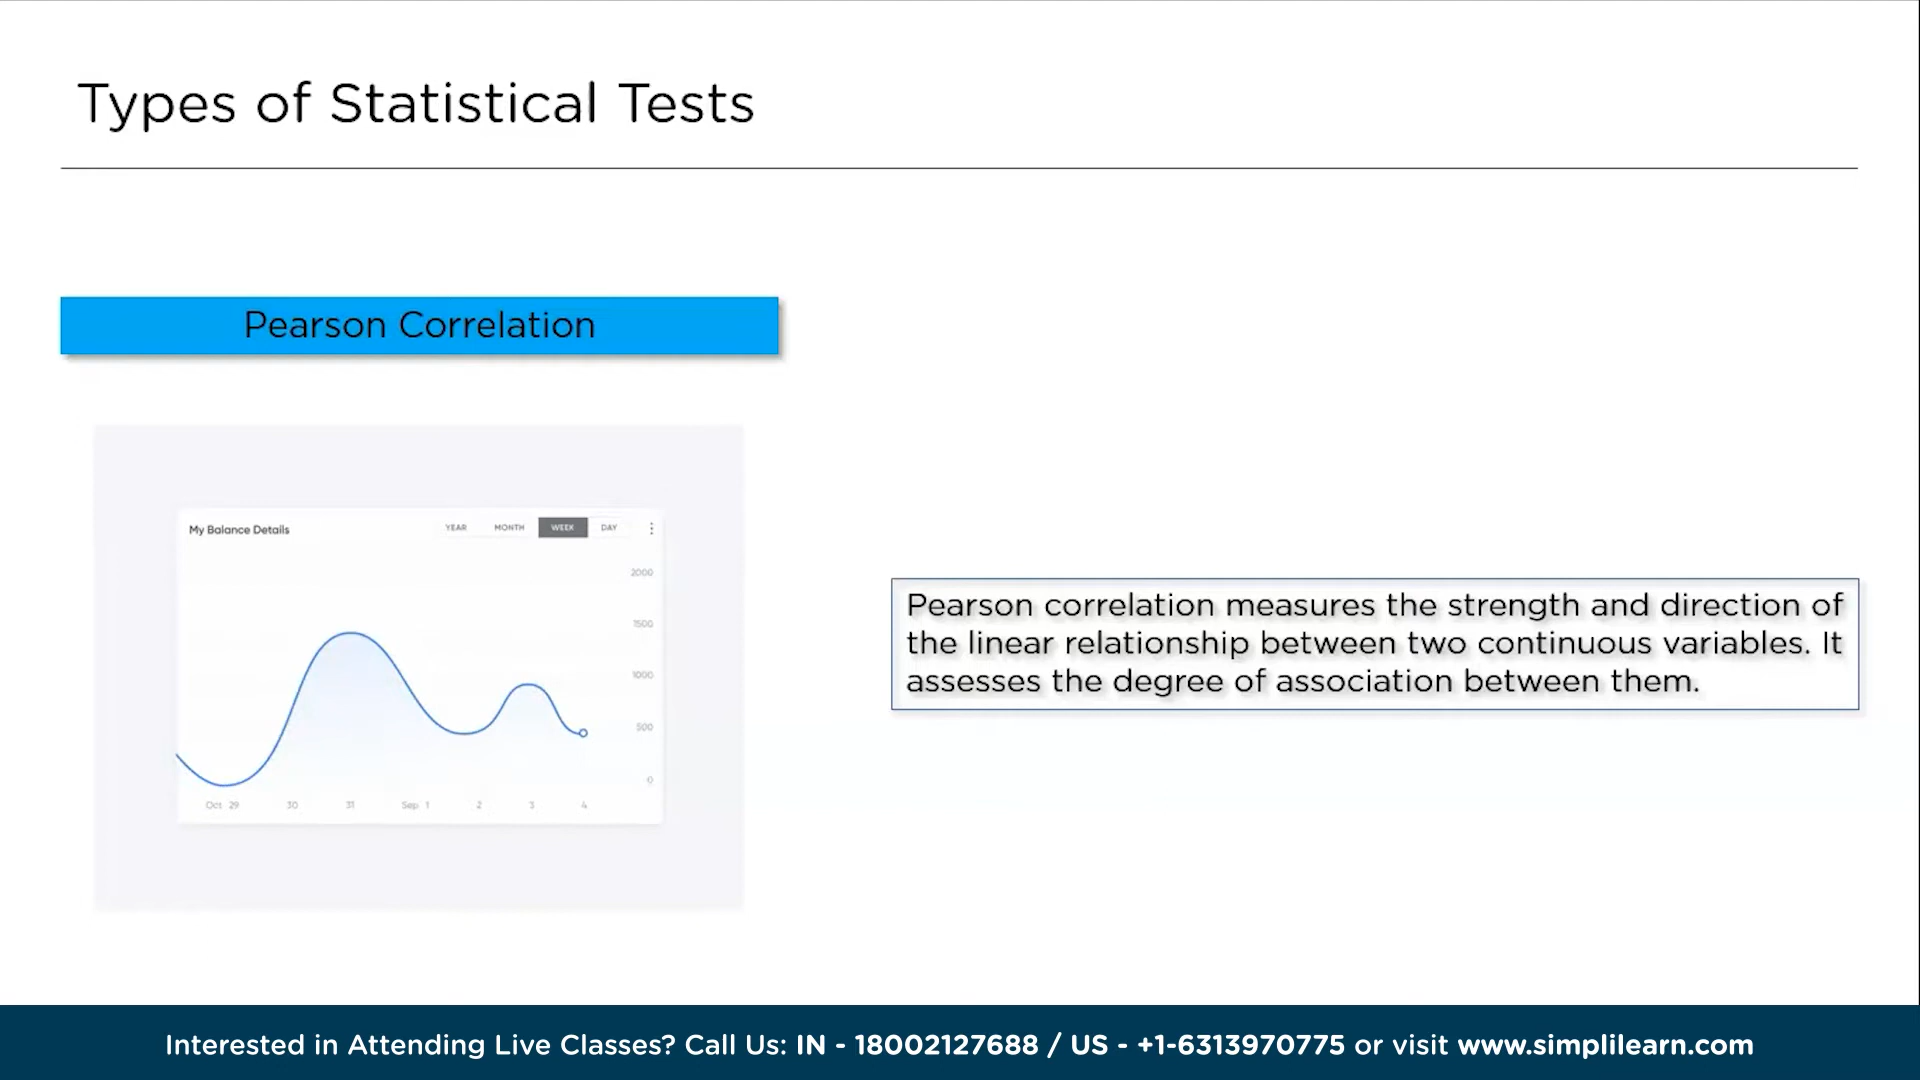 Types of Statistical Tests
Pearson Correlation
My Balance Details
YEAR MONTH WEEK DAY
2000
1500
1000
500
0
Oct 29 30 31 Sep 1 2 3 4
Pearson correlation measures the strength and direction of
the linear relationship between two continuous variables. It
assesses the degree of association between them.
Interested in Attending Live Classes? Call Us: IN - 18002127688 / US - +1-6313970775 or visit www.simplilearn.com